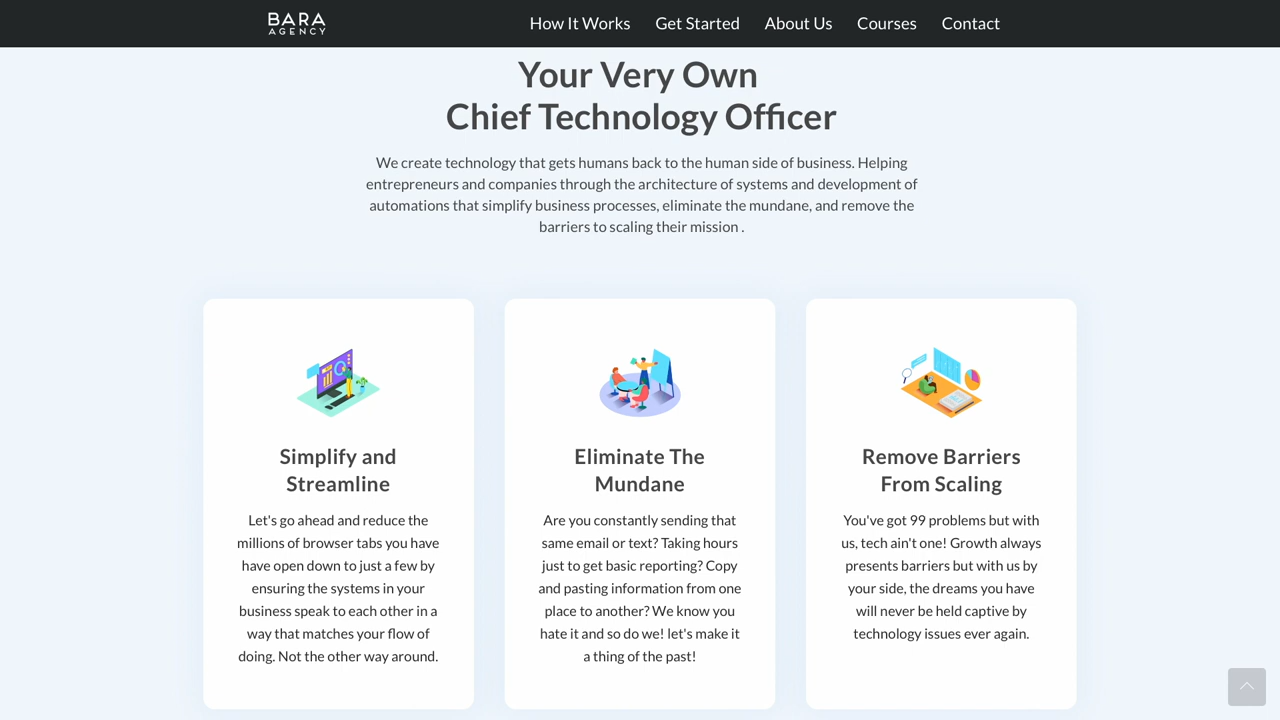 BARA
AGENCY
How It Works
Get Started
About Us
Courses
Contact
Your Very Own
Chief Technology Officer
We create technology that gets humans back to the human side of business. Helping
entrepreneurs and companies through the architecture of systems and development of
automations that simplify business processes, eliminate the mundane, and remove the
barriers to scaling their mission .
Simplify and
Streamline
Let's go ahead and reduce the
millions of browser tabs you have
have open down to just a few by
ensuring the systems in your
business speak to each other in a
way that matches your flow of
doing. Not the other way around.
Eliminate The
Mundane
Are you constantly sending that
same email or text? Taking hours
just to get basic reporting? Copy
and pasting information from one
place to another? We know you
hate it and so do we! let's make it
a thing of the past!
Remove Barriers
From Scaling
You've got 99 problems but with
us, tech ain't one! Growth always
presents barriers but with us by
your side, the dreams you have
will never be held captive by
technology issues ever again.